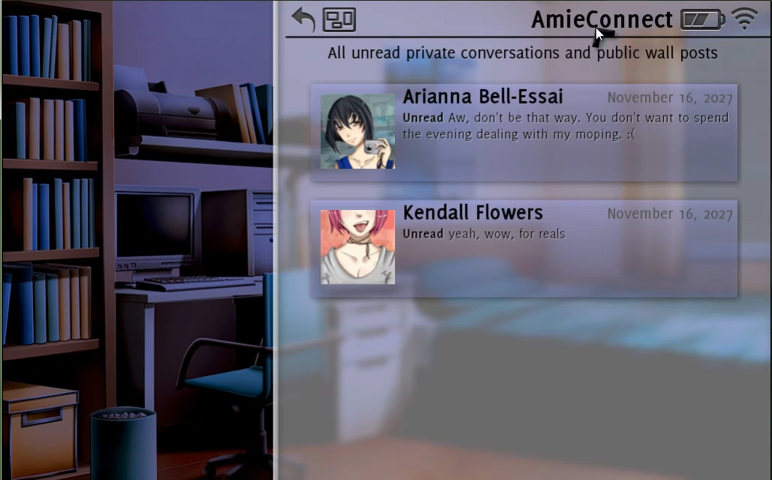 AmieConnect
All unread private conversations and public wall posts
Arianna Bell-Essai
November 16, 2027
Unread Aw, don't be that way. You don't want to spend
the evening dealing with my moping. :(
Kendall Flowers
November 16, 2027
Unread yeah, wow, for reals